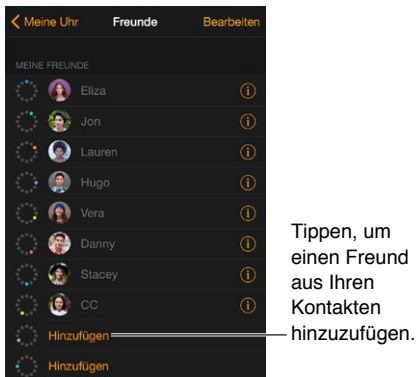 Meine Uhr Freunde Bearbeiten
MEINE FREUNDE
Eliza
Jon
Lauren
Hugo
Vera
Danny
Stacey
CC
Hinzufügen
Hinzufügen
Tippen, um
einen Freund
aus Ihren
Kontakten
hinzuzufügen.